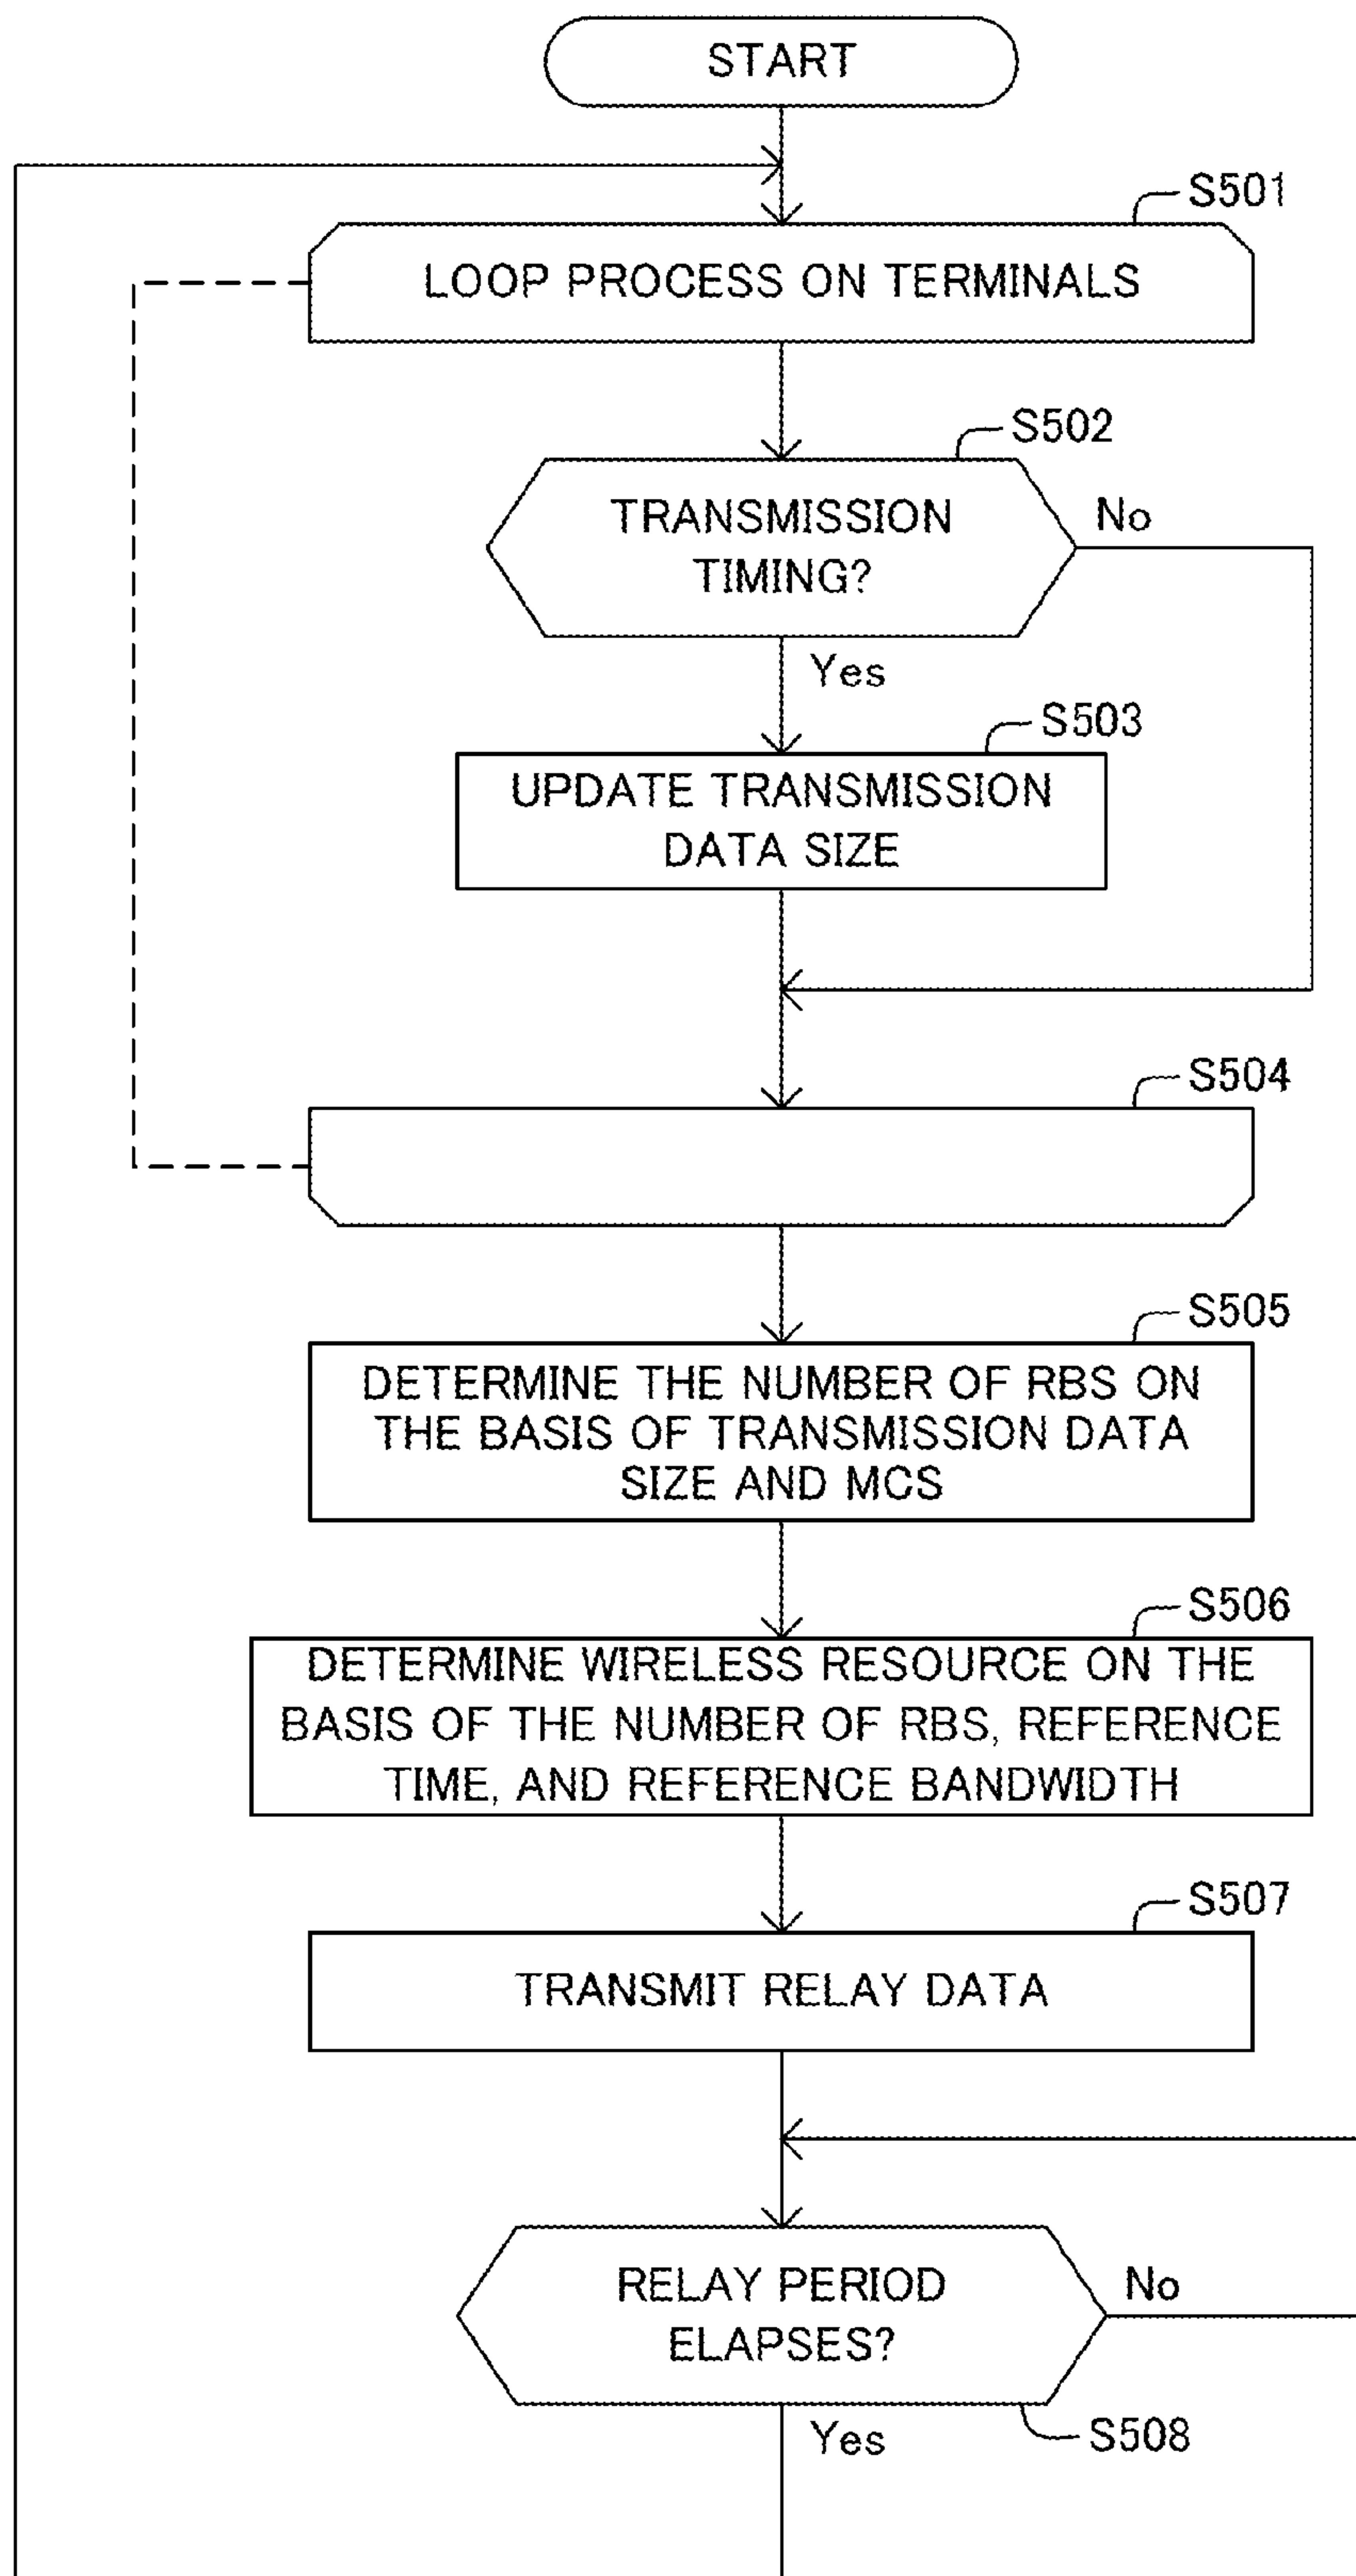 START
S501
LOOP PROCESS ON TERMINALS
S502
TRANSMISSION
TIMING?
No
Yes
S503
UPDATE TRANSMISSION
DATA SIZE
S504
S505
DETERMINE THE NUMBER OF RBS ON
THE BASIS OF TRANSMISSION DATA
SIZE AND MCS
S506
DETERMINE WIRELESS RESOURCE ON THE
BASIS OF THE NUMBER OF RBS, REFERENCE
TIME, AND REFERENCE BANDWIDTH
S507
TRANSMIT RELAY DATA
RELAY PERIOD
ELAPSES?
No
Yes
S508